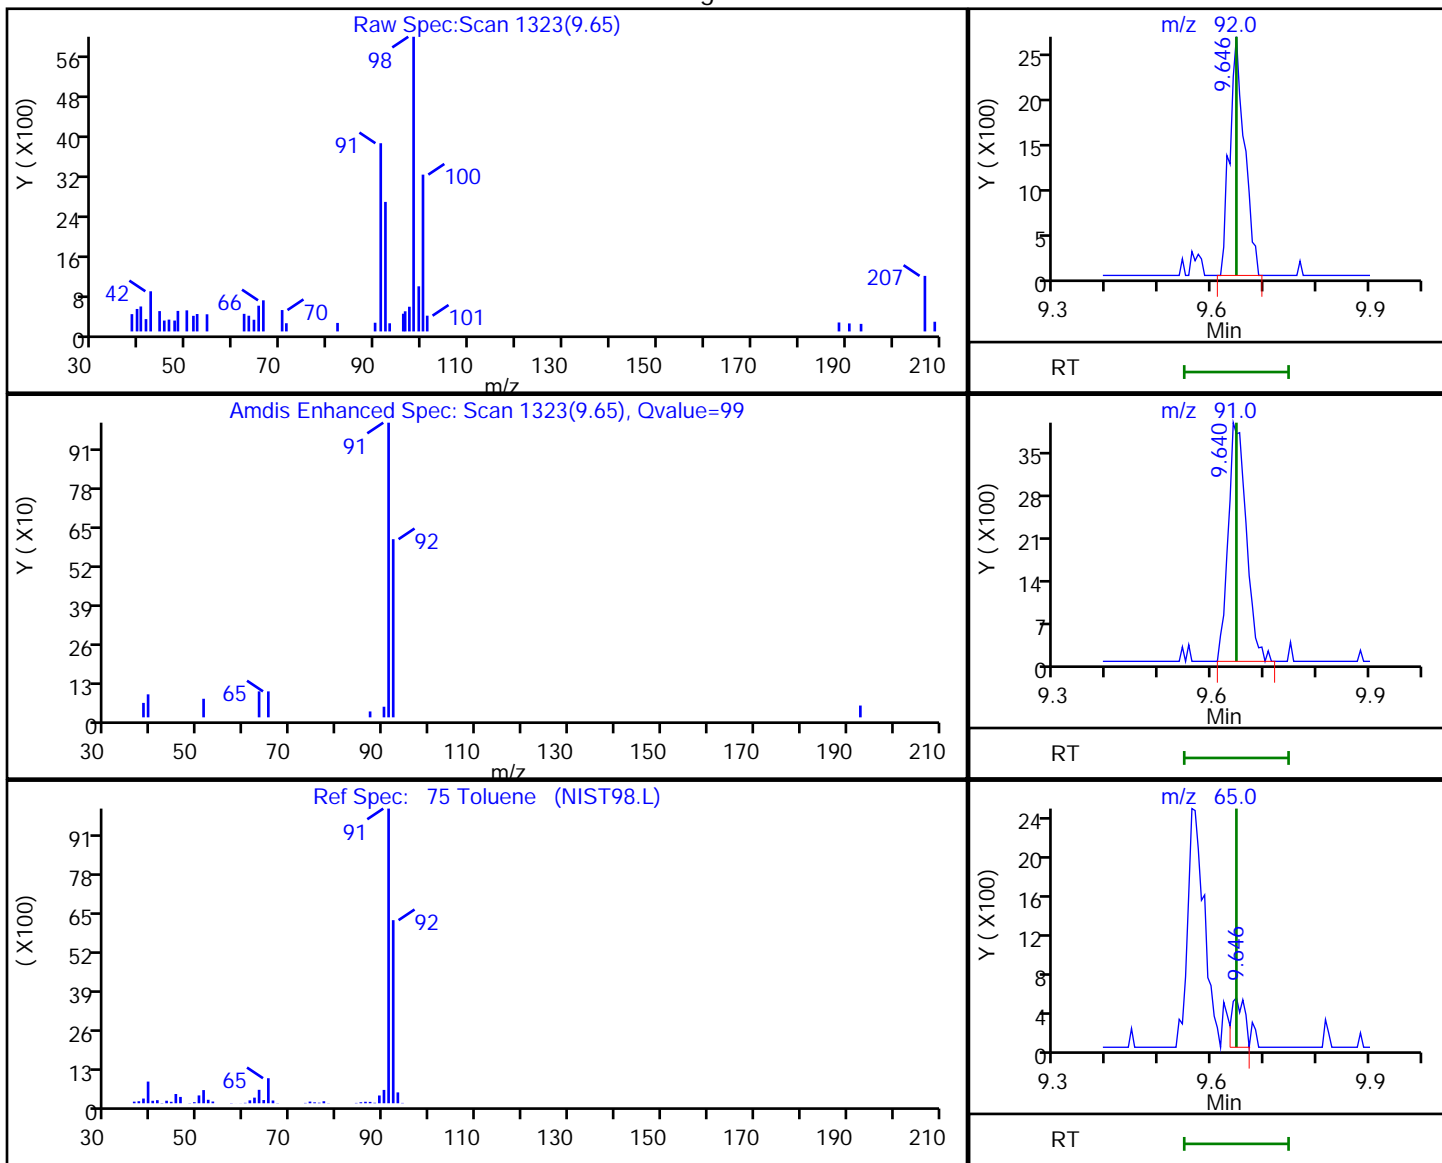 Raw Spec:Scan 1323(9.65)
Y ( X100)
56
48
40
32
24
16
8
0
98
91
100
42
66
70
101
207
30 50 70 90 110 130 150 170 190 210
m/z
m/z 92.0
Y ( X100)
25
20
15
10
5
0
9.646
9.3 9.6 9.9
Min
RT
Amdis Enhanced Spec: Scan 1323(9.65), Qvalue=99
Y ( X10)
91
78
65
52
39
26
13
0
91
92
65
30 50 70 90 110 130 150 170 190 210
m/z
m/z 91.0
Y ( X100)
35
28
21
14
7
0
9.640
9.3 9.6 9.9
Min
RT
Ref Spec: 75 Toluene (NIST98.L)
( X100)
91
78
65
52
39
26
13
0
91
92
65
30 50 70 90 110 130 150 170 190 210
m/z 65.0
Y ( X100)
24
20
16
12
8
4
0
9.646
9.3 9.6 9.9
Min
RT